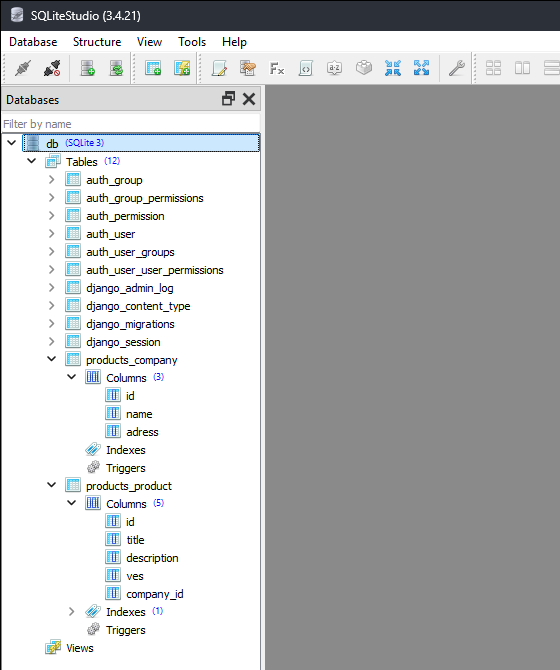 SQLiteStudio (3.4.21)
Database Structure View Tools Help
Databases
Filter by name
db (SQLite 3)
Tables (12)
auth_group
auth_group_permissions
auth_permission
auth_user
auth_user_groups
auth_user_user_permissions
django_admin_log
django_content_type
django_migrations
django_session
products_company
Columns (3)
id
name
adress
Indexes
Triggers
products_product
Columns (5)
id
title
description
ves
company_id
Indexes (1)
Triggers
Views